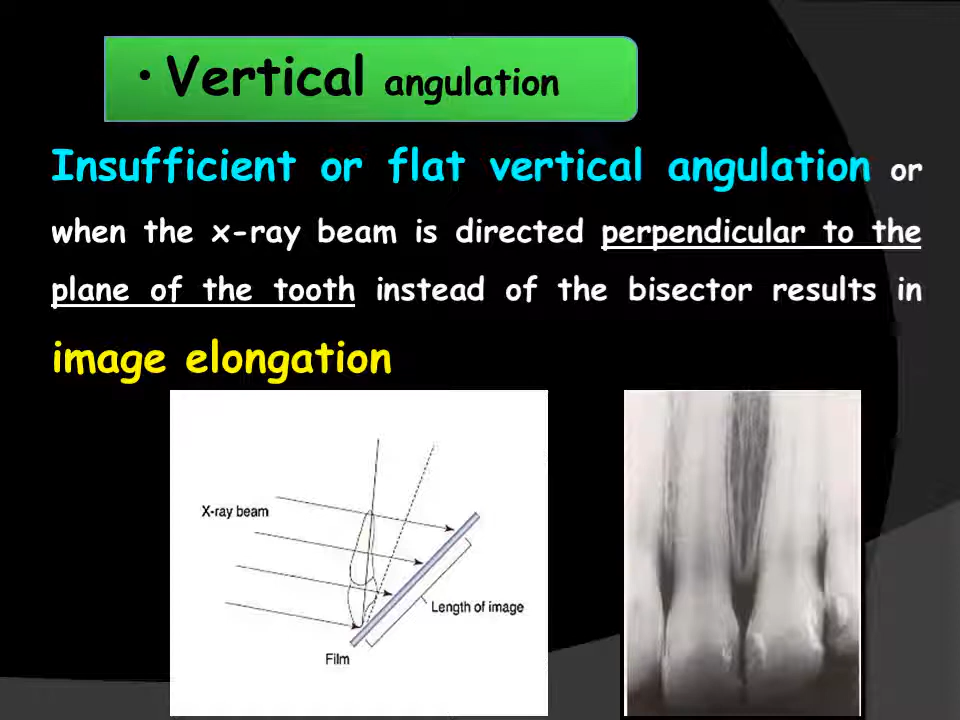 • Vertical angulation
Insufficient or flat vertical angulation or
when the x-ray beam is directed perpendicular to the
plane of the tooth instead of the bisector results in
image elongation
X-ray beam
Length of image
Film